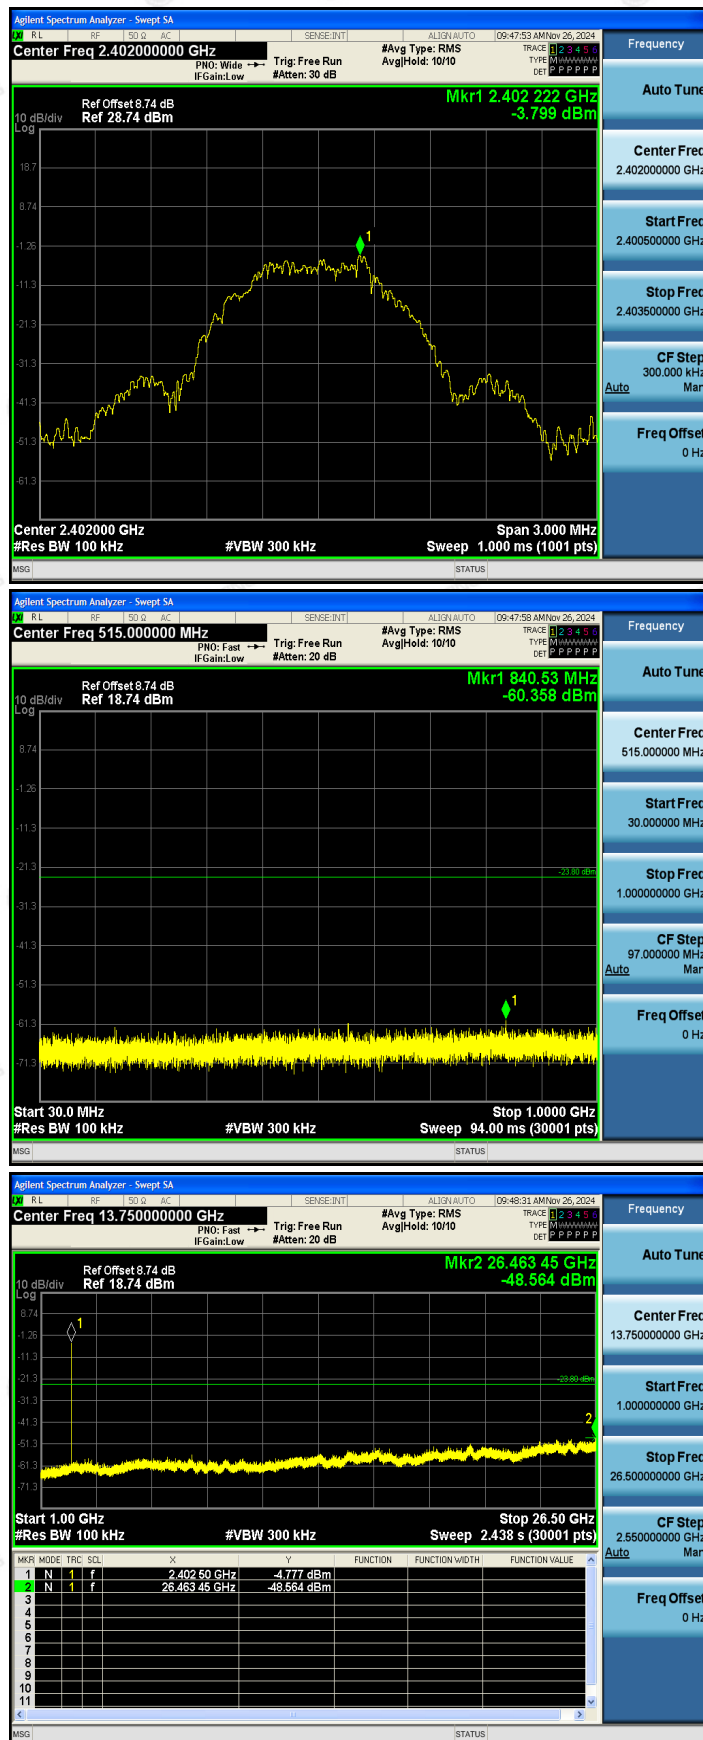 Agilent Spectrum Analyzer - Swept SA
LXI RL RF 50 Ω AC SENSE:INT ALIGN AUTO 09:47:53 AM Nov 26, 2024
Center Freq 2.402000000 GHz #Avg Type: RMS TRACE 1 2 3 4 5 6
PNO: Wide Trig: Free Run Avg|Hold: 10/10 TYPE M W W W W W
IFGain:Low #Atten: 30 dB DET P P P P P P
Mkr1 2.402 222 GHz
-3.799 dBm
Ref Offset 8.74 dB
10 dB/div Ref 28.74 dBm
Log
18.7
8.74
-1.26
-11.3
-21.3
-31.3
-41.3
-51.3
-61.3
1
Center 2.402000 GHz Span 3.000 MHz
#Res BW 100 kHz #VBW 300 kHz Sweep 1.000 ms (1001 pts)
MSG STATUS
Frequency
Auto Tune
Center Freq
2.402000000 GHz
Start Freq
2.400500000 GHz
Stop Freq
2.403500000 GHz
CF Step
300.000 kHz
Auto Man
Freq Offset
0 Hz
Agilent Spectrum Analyzer - Swept SA
LXI RL RF 50 Ω AC SENSE:INT ALIGN AUTO 09:47:58 AM Nov 26, 2024
Center Freq 515.000000 MHz #Avg Type: RMS TRACE 1 2 3 4 5 6
PNO: Fast Trig: Free Run Avg|Hold: 10/10 TYPE M W W W W W
IFGain:Low #Atten: 20 dB DET P P P P P P
Mkr1 840.53 MHz
-60.358 dBm
Ref Offset 8.74 dB
10 dB/div Ref 18.74 dBm
Log
8.74
-1.26
-11.3
-21.3
-31.3
-41.3
-51.3
-61.3
-71.3
-23.80 dBm
1
Start 30.0 MHz Stop 1.0000 GHz
#Res BW 100 kHz #VBW 300 kHz Sweep 94.00 ms (30001 pts)
MSG STATUS
Frequency
Auto Tune
Center Freq
515.000000 MHz
Start Freq
30.000000 MHz
Stop Freq
1.000000000 GHz
CF Step
97.000000 MHz
Auto Man
Freq Offset
0 Hz
Agilent Spectrum Analyzer - Swept SA
LXI RL RF 50 Ω AC SENSE:INT ALIGN AUTO 09:48:31 AM Nov 26, 2024
Center Freq 13.750000000 GHz #Avg Type: RMS TRACE 1 2 3 4 5 6
PNO: Fast Trig: Free Run Avg|Hold: 10/10 TYPE M W W W W W
IFGain:Low #Atten: 20 dB DET P P P P P P
Mkr2 26.463 45 GHz
-48.564 dBm
Ref Offset 8.74 dB
10 dB/div Ref 18.74 dBm
Log
8.74
-1.26
-11.3
-21.3
-31.3
-41.3
-51.3
-61.3
-71.3
-23.80 dBm
1
2
Start 1.00 GHz Stop 26.50 GHz
#Res BW 100 kHz #VBW 300 kHz Sweep 2.438 s (30001 pts)
MKR MODE TRC SCL X Y FUNCTION FUNCTION WIDTH FUNCTION VALUE
1 N 1 f 2.402 50 GHz -4.777 dBm
2 N 1 f 26.463 45 GHz -48.564 dBm
3
4
5
6
7
8
9
10
11
MSG STATUS
Frequency
Auto Tune
Center Freq
13.750000000 GHz
Start Freq
1.000000000 GHz
Stop Freq
26.500000000 GHz
CF Step
2.550000000 GHz
Auto Man
Freq Offset
0 Hz